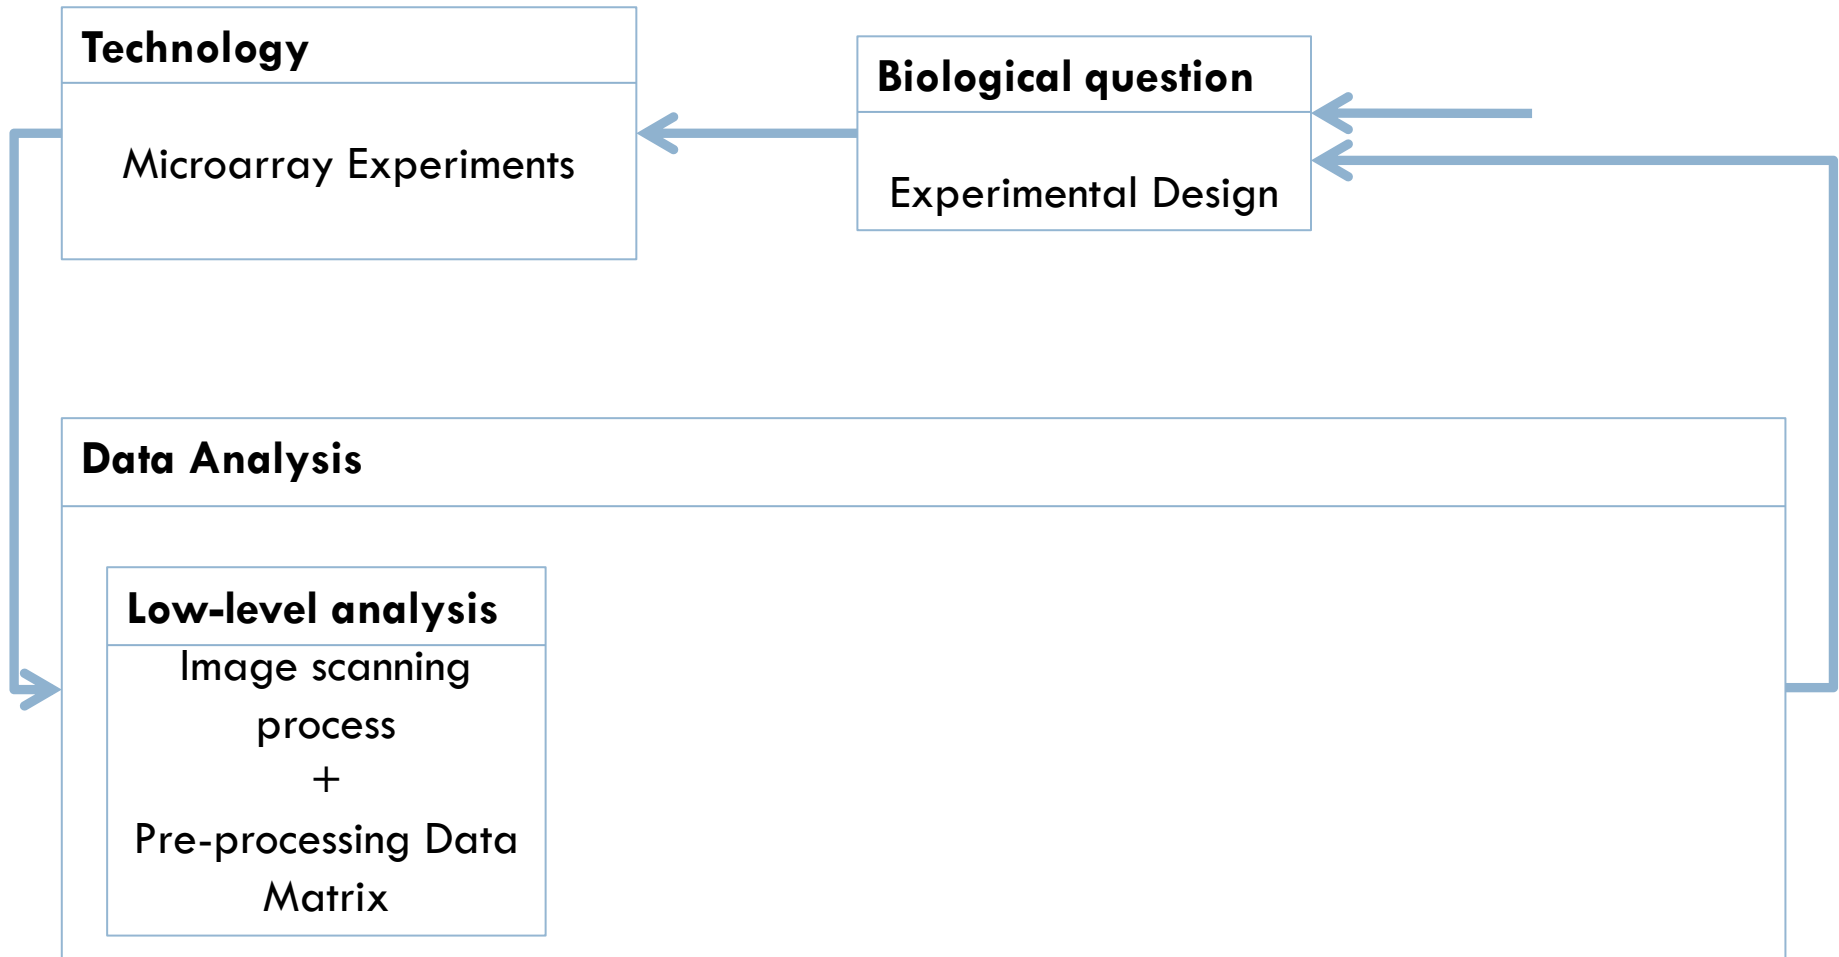 Technology
Microarray Experiments
Biological question
Experimental Design
Data Analysis
Low-level analysis
Image scanning
process
+
Pre-processing Data
Matrix